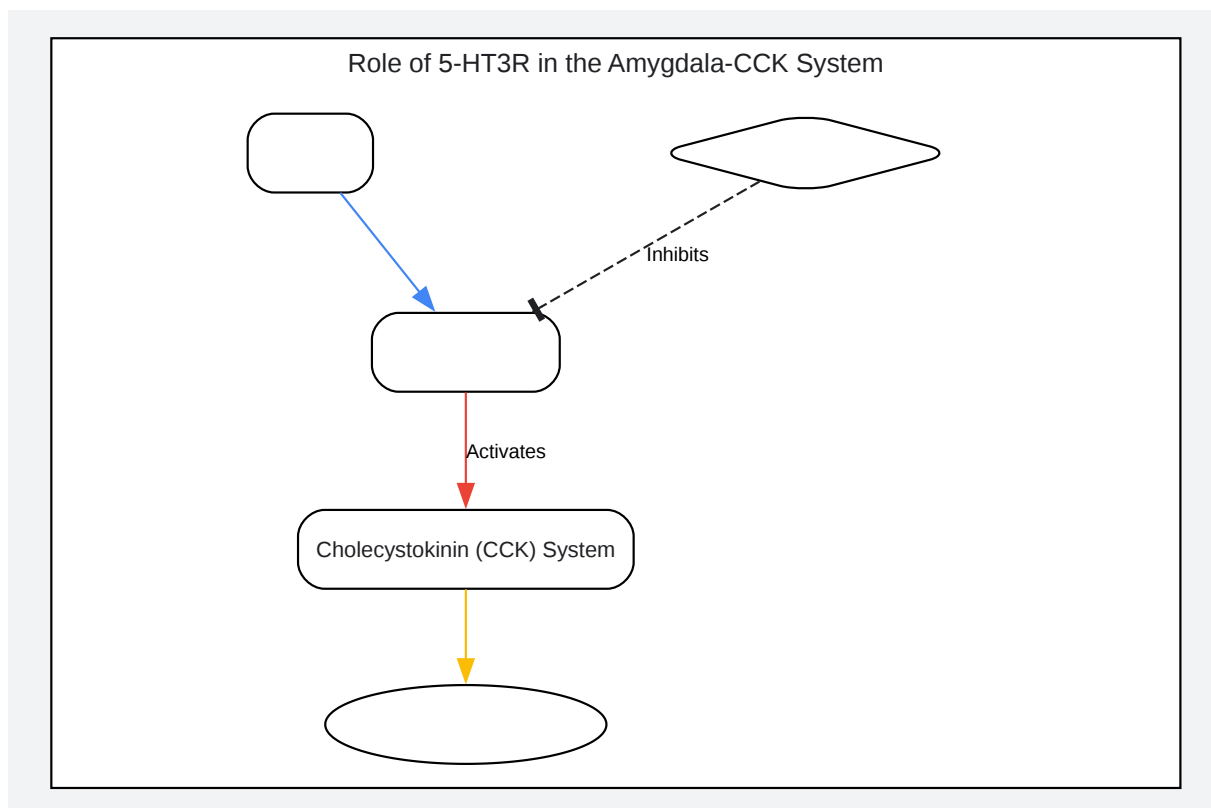 Role of 5-HT3R in the Amygdala-CCK System
Inhibits
Activates
Cholecystokinin (CCK) System